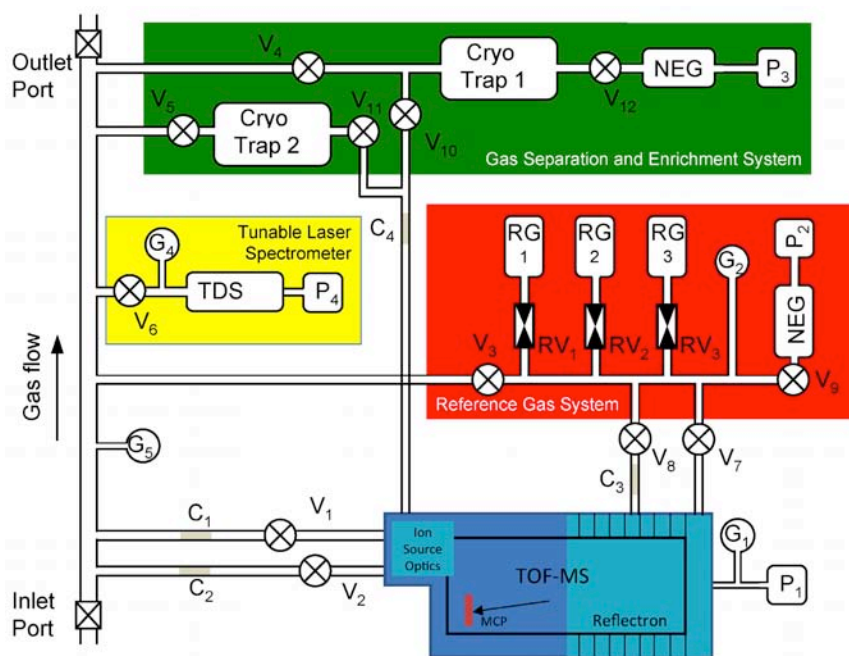 Outlet
Port
V4
Cryo
Trap 1
V12
NEG
P3
V5
Cryo
Trap 2
V11
V10
Gas Separation and Enrichment System
C4
G4
Tunable Laser
Spectrometer
TDS
P4
V6
RG
1
RG
2
RG
3
G2
P2
NEG
V3
RV1
RV2
RV3
V9
Reference Gas System
Gas flow
G5
V8
V7
C3
C1
V1
C2
V2
Ion
Source
Optics
TOF-MS
MCP
Reflectron
G1
P1
Inlet
Port